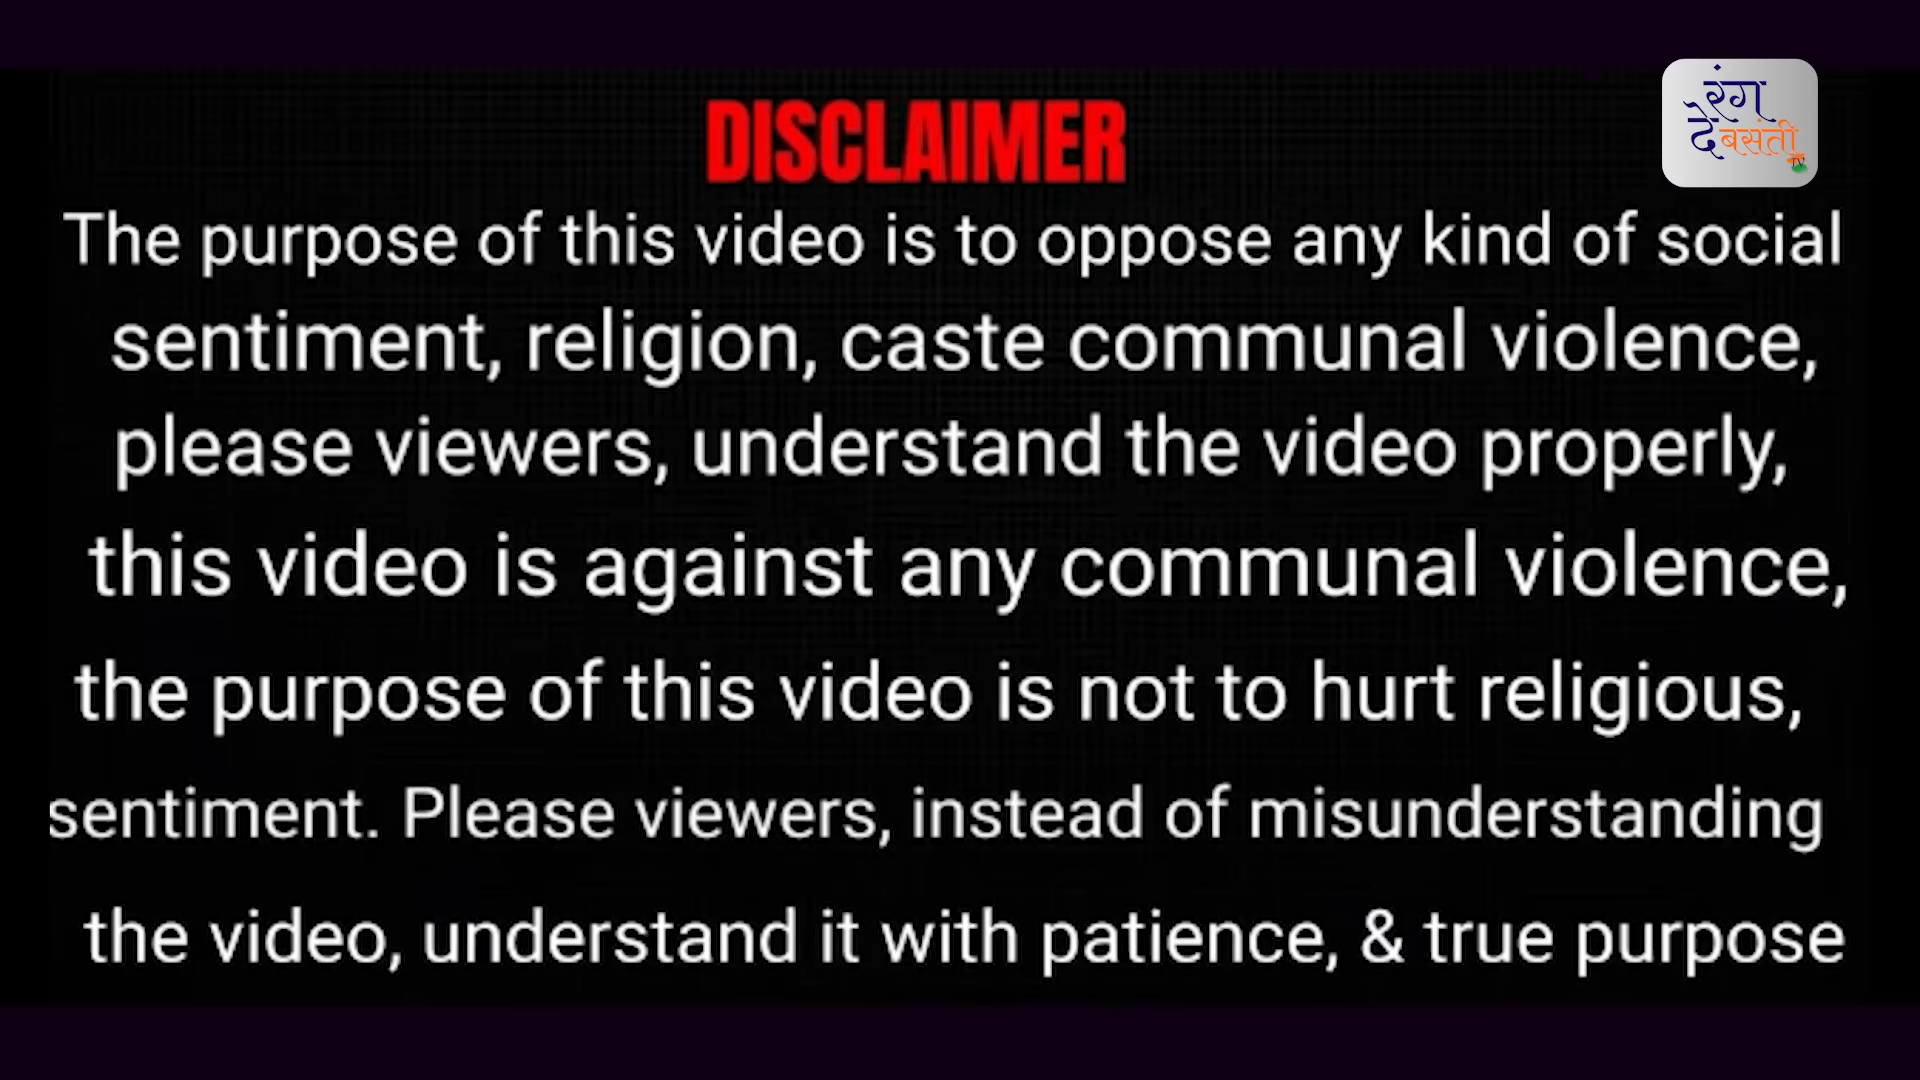 DISCLAIMER
रंग
दे बसंती
TV
The purpose of this video is to oppose any kind of social
sentiment, religion, caste communal violence,
please viewers, understand the video properly,
this video is against any communal violence,
the purpose of this video is not to hurt religious,
sentiment. Please viewers, instead of misunderstanding
the video, understand it with patience, & true purpose